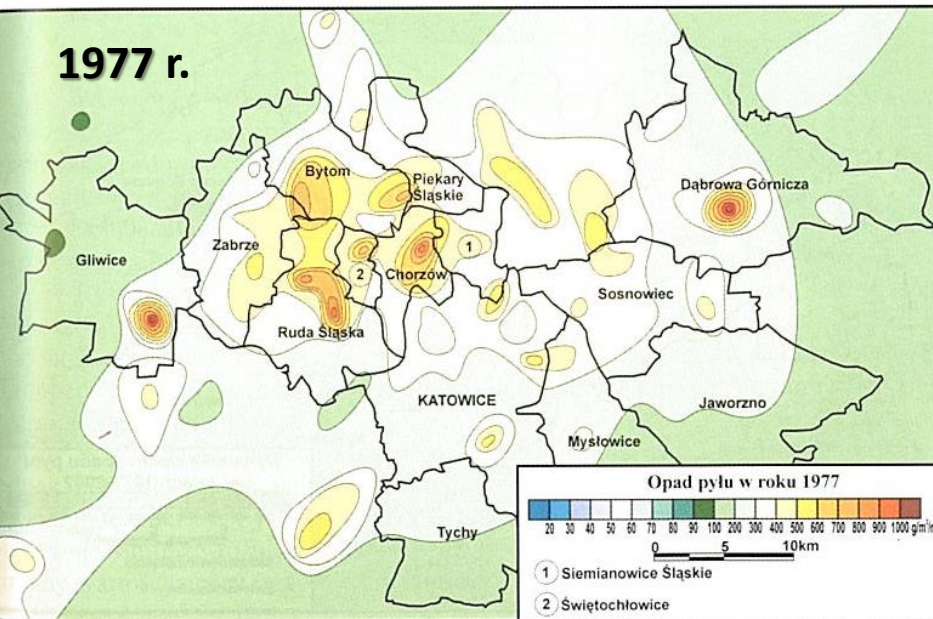 1977 r.
Bytom
Piekary
Śląskie
Dąbrowa Górnicza
Zabrze
1
Gliwice
2
Chorzów
Sosnowiec
Ruda Śląska
KATOWICE
Jaworzno
Mysłowice
Tychy
Opad pyłu w roku 1977
20 30 40 50 60 70 80 90 100 200 300 400 500 600 700 800 900 1000
0 5 10km
1 Siemianowice Śląskie
2 Świętochłowice